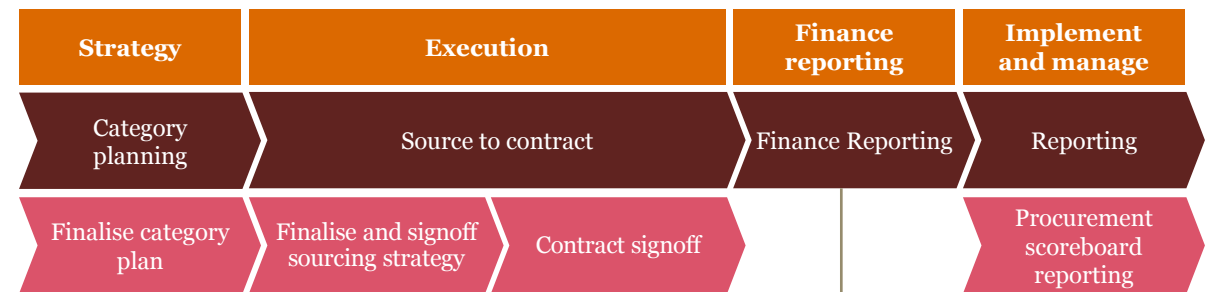 Strategy
Execution
Finance
reporting
Implement
and manage
Category
planning
Source to contract
Finance Reporting
Reporting
Finalise category
plan
Finalise and signoff
sourcing strategy
Contract signoff
Procurement
scoreboard
reporting